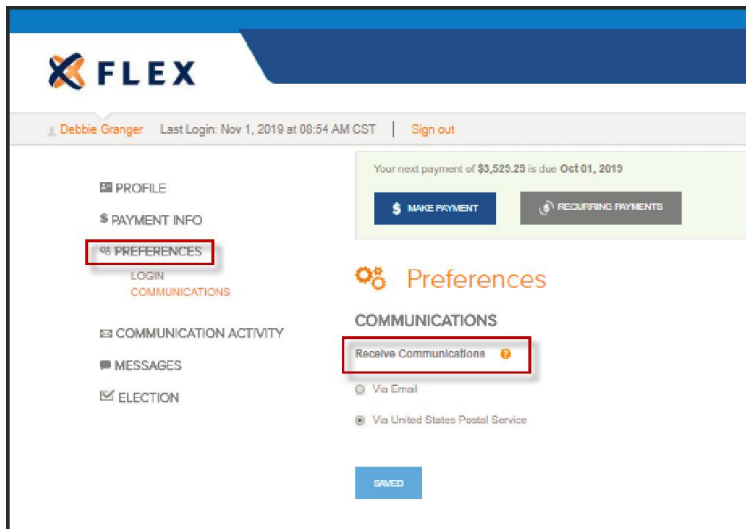 FLEX
Debbie Granger Last Login: Nov 1, 2019 at 08:54 AM CST | Sign out
Your next payment of $3,529.29 is due Oct 01, 2019
$ MAKE PAYMENT
RECURRING PAYMENTS
PROFILE
$ PAYMENT INFO
PREFERENCES
LOGIN
COMMUNICATIONS
COMMUNICATION ACTIVITY
MESSAGES
ELECTION
Preferences
COMMUNICATIONS
Receive Communications ?
Via Email
Via United States Postal Service
SAVED